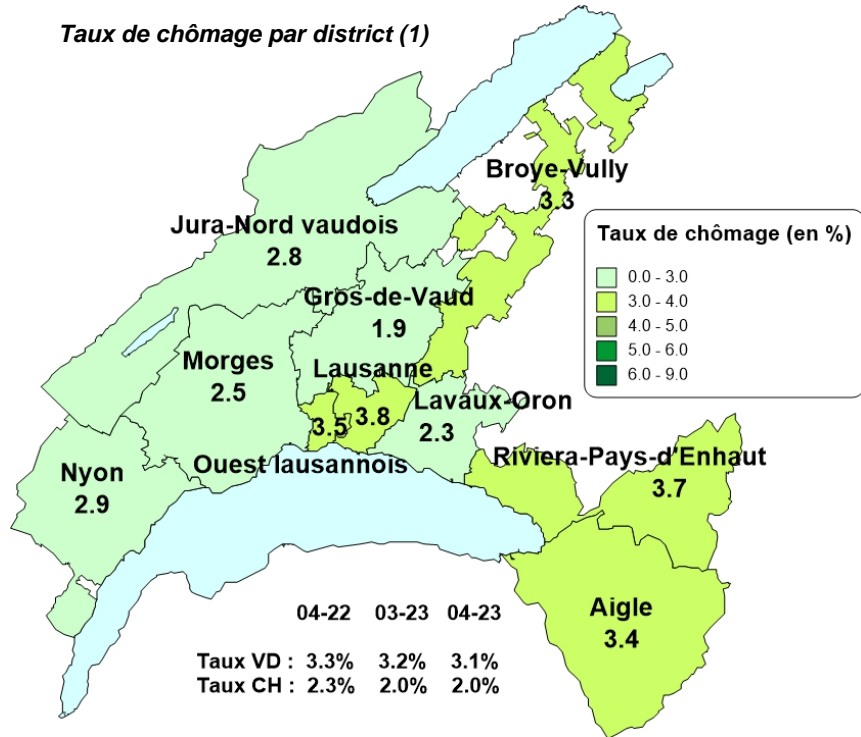 Taux de chômage par district (1)
Broye-Vully
3.3
Jura-Nord vaudois
2.8
Taux de chômage (en %)
0.0 - 3.0
3.0 - 4.0
4.0 - 5.0
5.0 - 6.0
6.0 - 9.0
Gros-de-Vaud
1.9
Morges
2.5
Lausanne
3.8
3.5
Lavaux-Oron
2.3
Ouest lausannois
Riviera-Pays-d'Enhaut
3.7
Nyon
2.9
Aigle
3.4
04-22 03-23 04-23
Taux VD : 3.3% 3.2% 3.1%
Taux CH : 2.3% 2.0% 2.0%